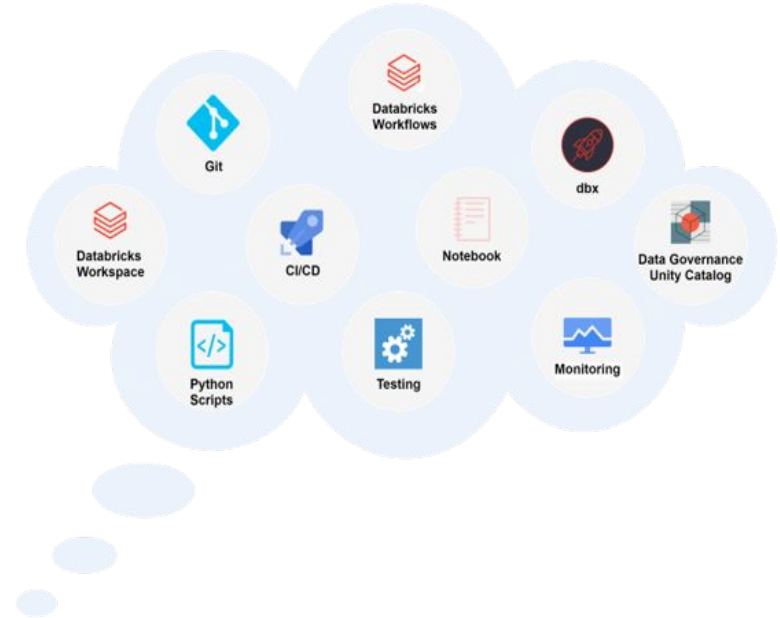 Databricks
Workflows
Git
dbx
Databricks
Workspace
CI/CD
Notebook
Data Governance
Unity Catalog
Python
Scripts
Testing
Monitoring